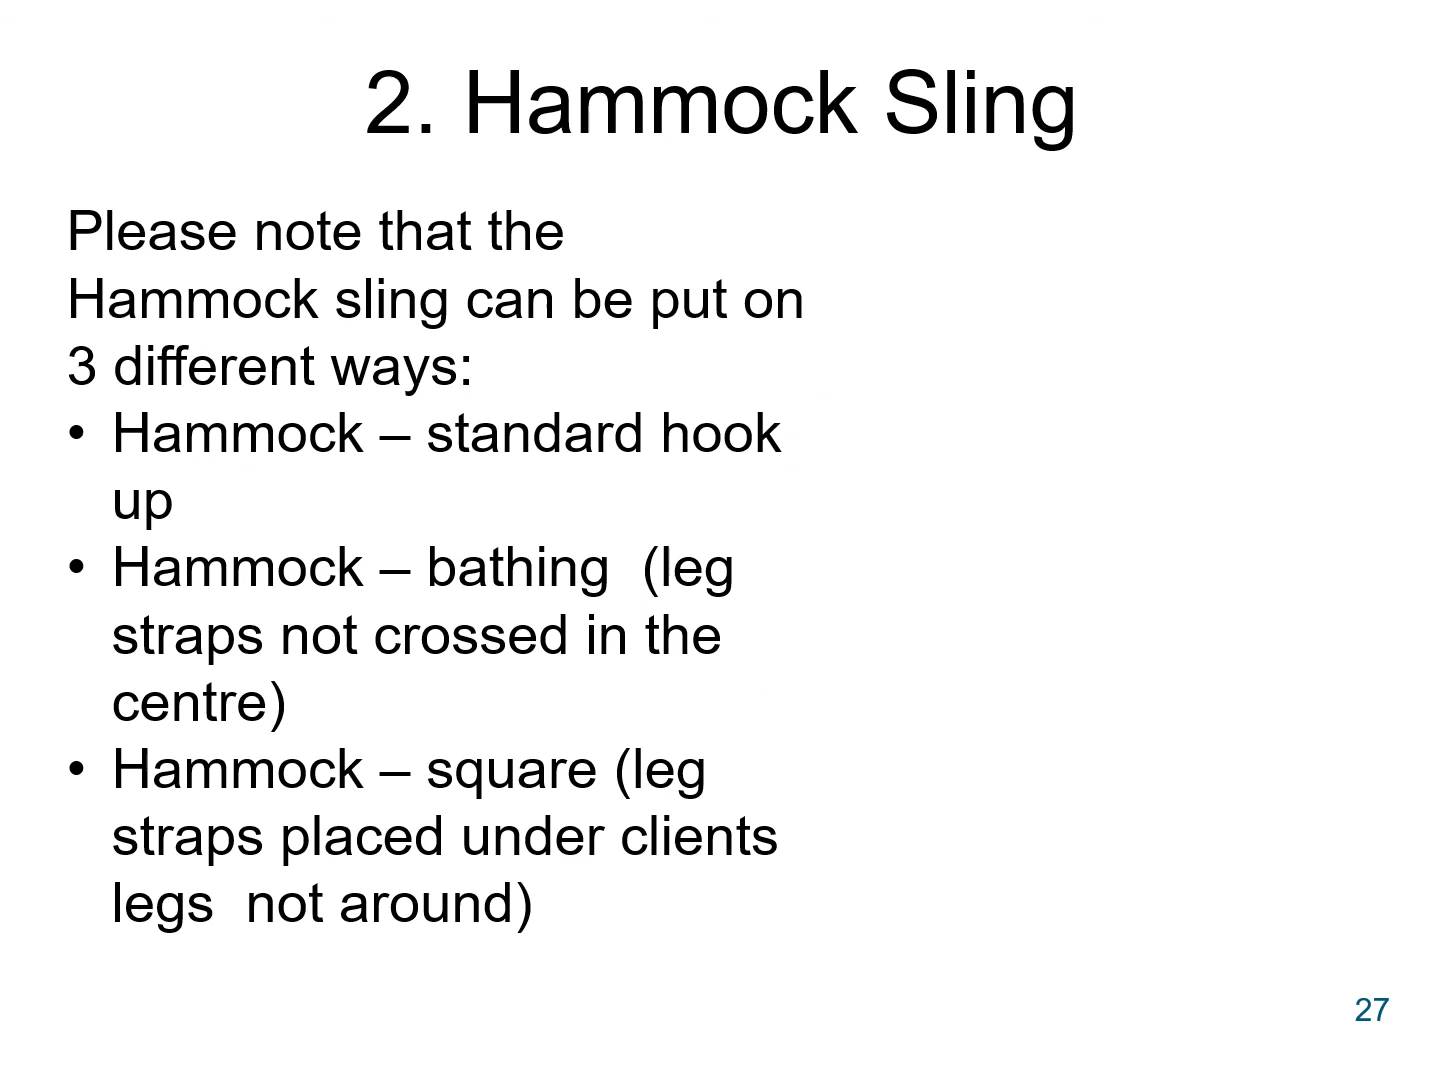 2. Hammock Sling
Please note that the
Hammock sling can be put on
3 different ways:
• Hammock – standard hook
up
• Hammock – bathing  (leg
straps not crossed in the
centre)
• Hammock – square (leg
straps placed under clients
legs  not around)
27